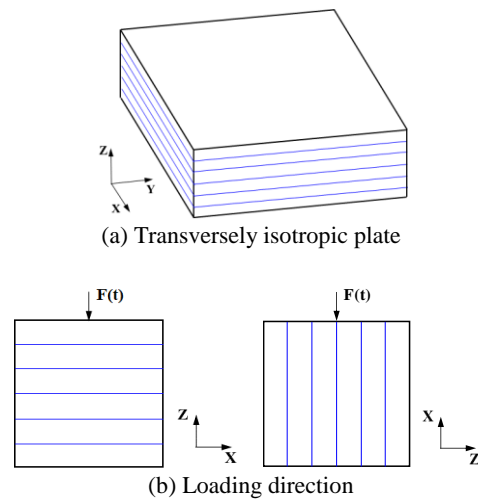 Z
Y
X
(a) Transversely isotropic plate
F(t) F(t)
Z X
X Z
(b) Loading direction